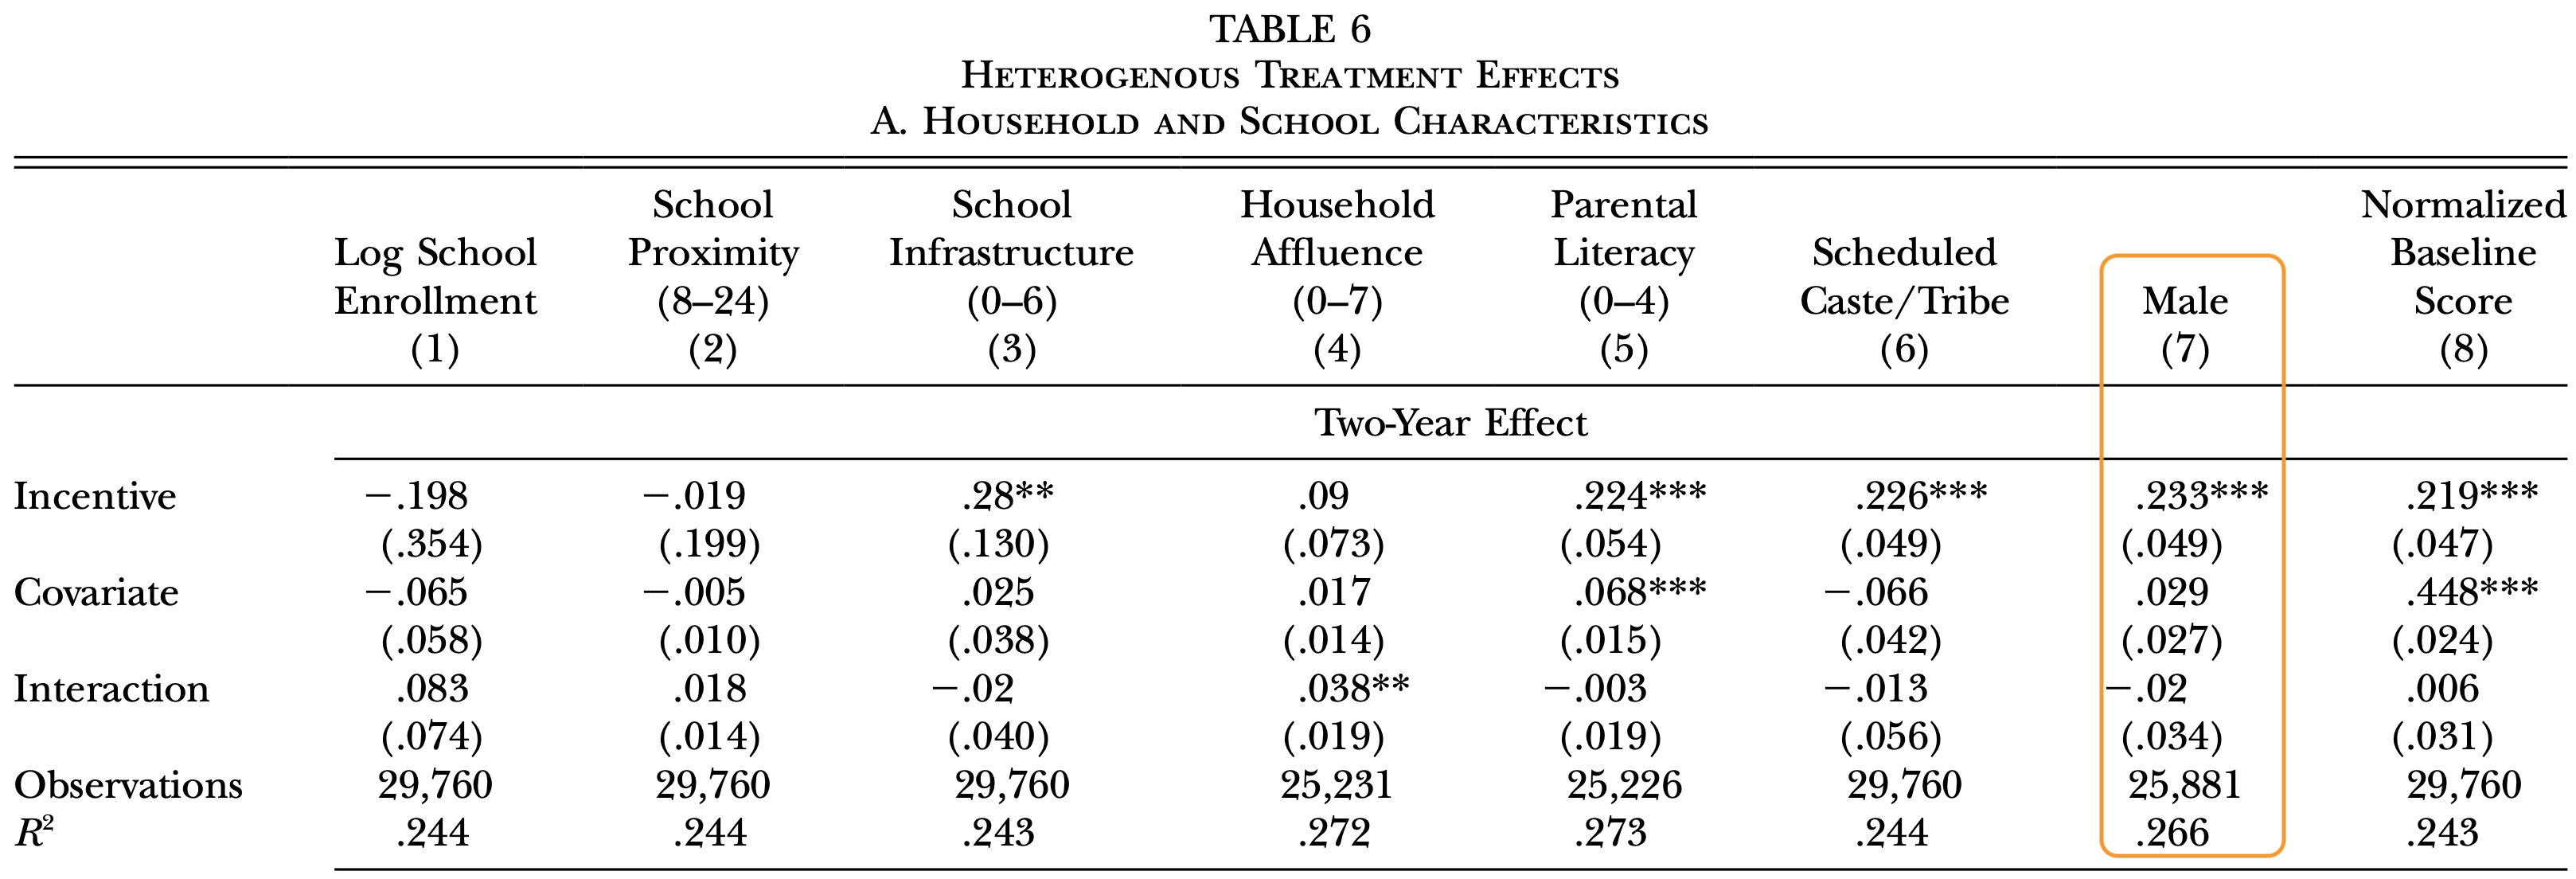 TABLE 6
Heterogenous Treatment Effects
A. Household and School Characteristics
School School Household Parental Normalized
Log School Proximity Infrastructure Affluence Literacy Scheduled Baseline
Enrollment (8–24) (0–6) (0–7) (0–4) Caste/Tribe Male Score
(1) (2) (3) (4) (5) (6) (7) (8)
Two-Year Effect
Incentive −.198 −.019 .28** .09 .224*** .226*** .233*** .219***
(.354) (.199) (.130) (.073) (.054) (.049) (.049) (.047)
Covariate −.065 −.005 .025 .017 .068*** −.066 .029 .448***
(.058) (.010) (.038) (.014) (.015) (.042) (.027) (.024)
Interaction .083 .018 −.02 .038** −.003 −.013 −.02 .006
(.074) (.014) (.040) (.019) (.019) (.056) (.034) (.031)
Observations 29,760 29,760 29,760 25,231 25,226 29,760 25,881 29,760
R² .244 .244 .243 .272 .273 .244 .266 .243